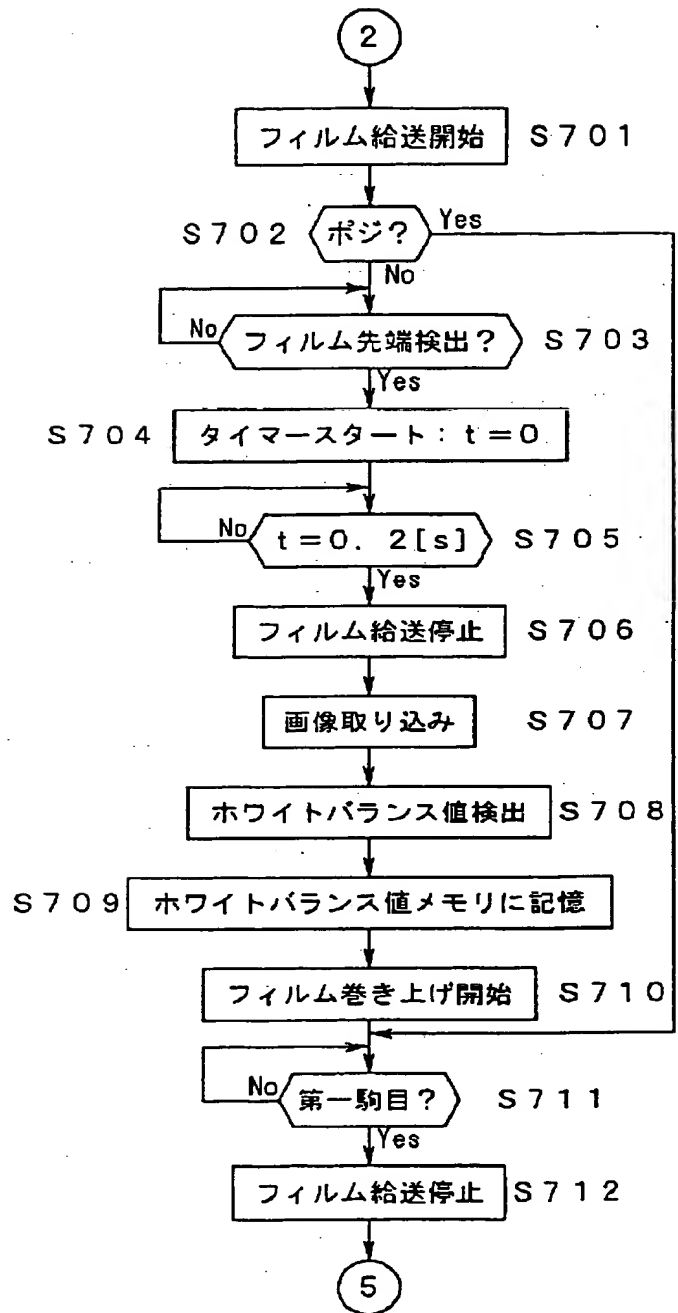 2
フィルム給送開始 S701
S702 ポジ? Yes
No
No フィルム先端検出? S703
Yes
S704 タイマースタート：t=0
No t=0.2[s] S705
Yes
フィルム給送停止 S706
画像取り込み S707
ホワイトバランス値検出 S708
S709 ホワイトバランス値メモリに記憶
フィルム巻き上げ開始 S710
No 第一駒目? S711
Yes
フィルム給送停止 S712
5